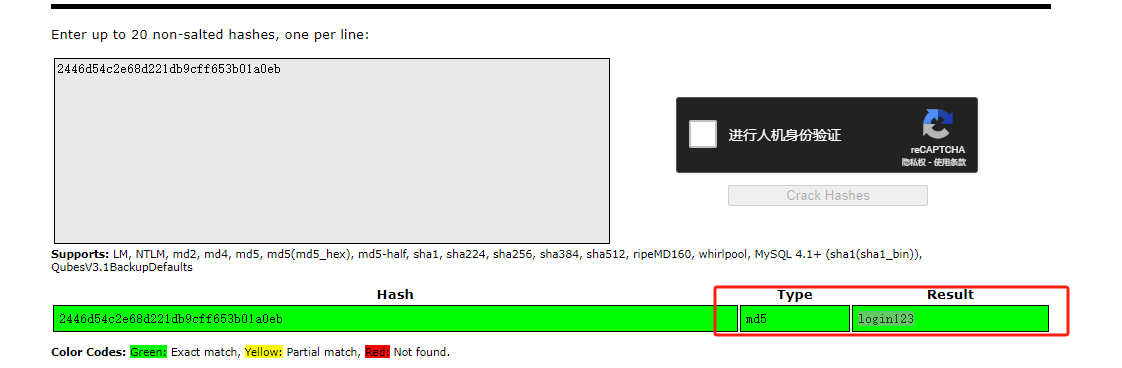 Enter up to 20 non-salted hashes, one per line:
2446d54c2e68d221db9cff653b01a0eb
进行人机身份验证
reCAPTCHA
隐私权 - 使用条款
Crack Hashes
Supports: LM, NTLM, md2, md4, md5, md5(md5_hex), md5-half, sha1, sha224, sha256, sha384, sha512, ripeMD160, whirlpool, MySQL 4.1+ (sha1(sha1_bin)),
QubesV3.1BackupDefaults
Hash Type Result
2446d54c2e68d221db9cff653b01a0eb md5 login123
Color Codes: Green: Exact match, Yellow: Partial match, Red: Not found.